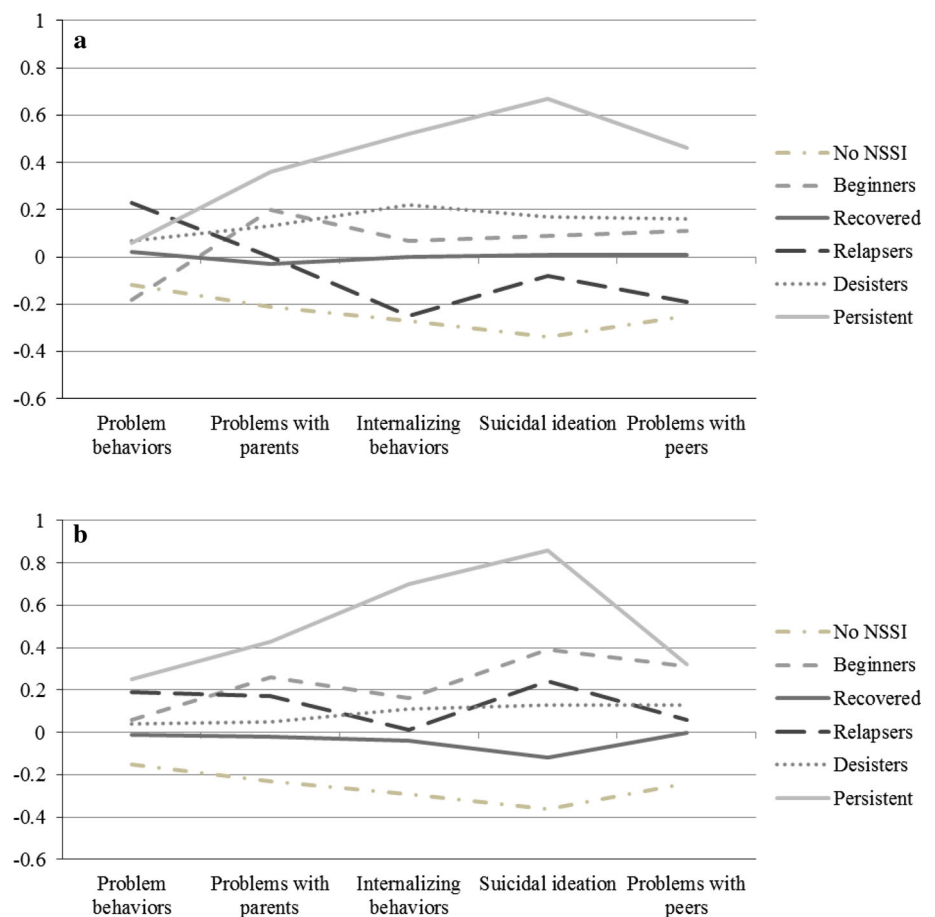 1
a
0.8
0.6
0.4
0.2
0
-0.2
-0.4
-0.6
No NSSI
Beginners
Recovered
Relapsers
Desisters
Persistent
Problem behaviors
Problems with parents
Internalizing behaviors
Suicidal ideation
Problems with peers
1
b
0.8
0.6
0.4
0.2
0
-0.2
-0.4
-0.6
No NSSI
Beginners
Recovered
Relapsers
Desisters
Persistent
Problem behaviors
Problems with parents
Internalizing behaviors
Suicidal ideation
Problems with peers